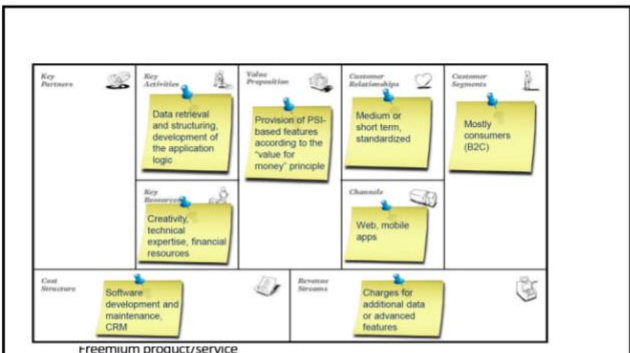 Key
Partners
Key
Activities
Value
Proposition
Customer
Relationships
Customer
Segments
Data retrieval
and structuring,
development of
the application
logic
Provision of PSI-
based features
according to the
"value for
money" principle
Medium or
short term,
standardized
Mostly
consumers
(B2C)
Key
Resources
Creativity,
technical
expertise, financial
resources
Channels
Web, mobile
apps
Cost
Structure
Software
development and
maintenance,
CRM
Revenue
Streams
Charges for
additional data
or advanced
features
Freemium product/service